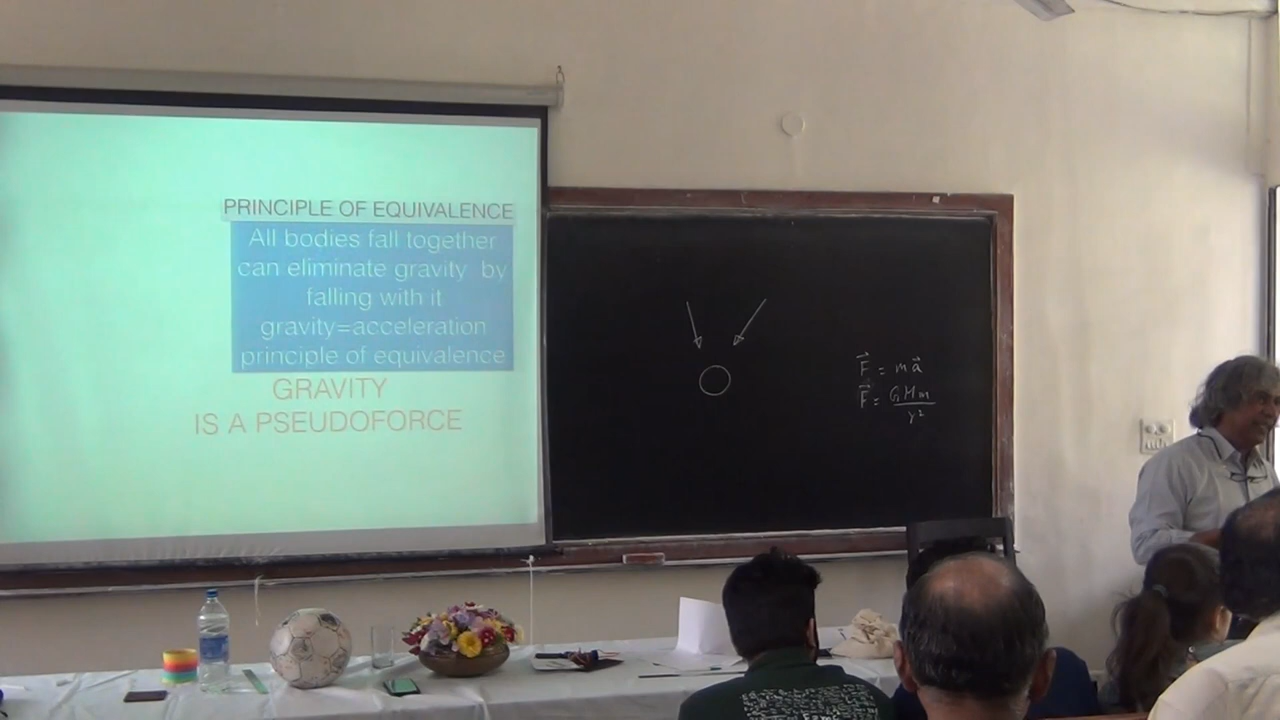 PRINCIPLE OF EQUIVALENCE
All bodies fall together
can eliminate gravity by
falling with it
gravity=acceleration
principle of equivalence
GRAVITY
IS A PSEUDOFORCE
F⃗ = ma⃗
F⃗ = GMm/r²